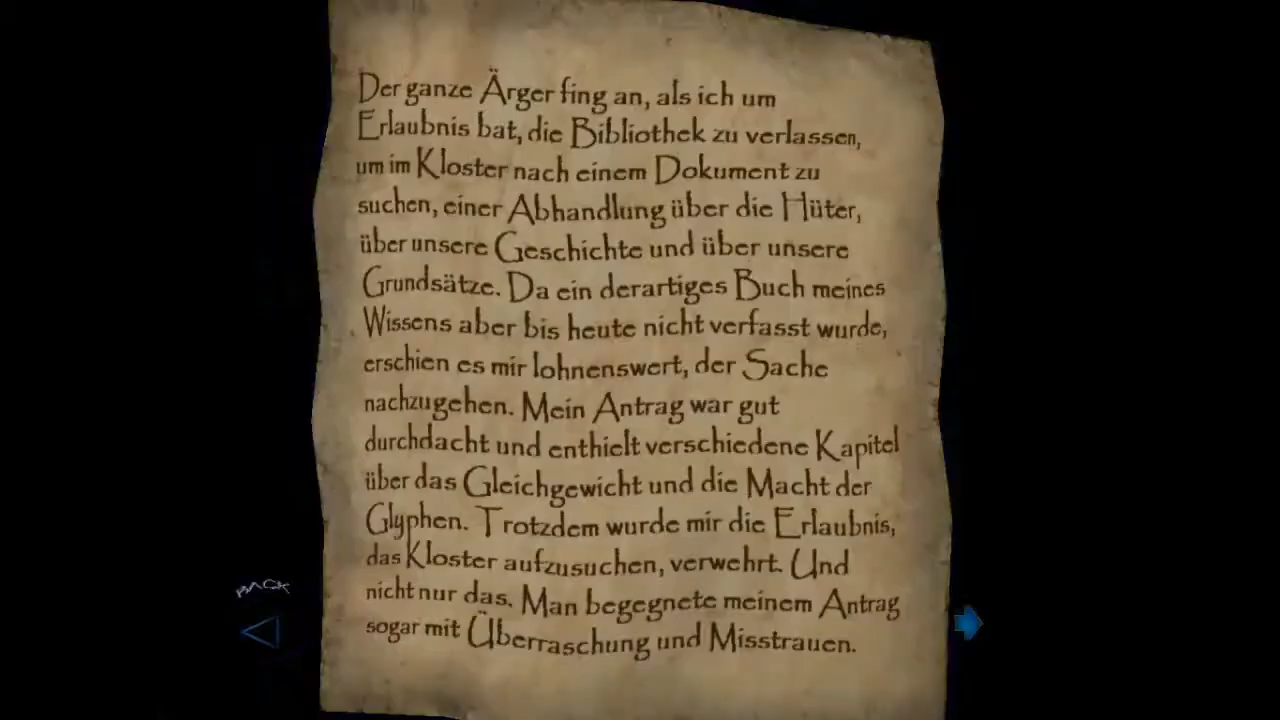 Der ganze Ärger fing an, als ich um
Erlaubnis bat, die Bibliothek zu verlassen,
um im Kloster nach einem Dokument zu
suchen, einer Abhandlung über die Hüter,
über unsere Geschichte und über unsere
Grundsätze. Da ein derartiges Buch meines
Wissens aber bis heute nicht verfasst wurde,
erschien es mir lohnenswert, der Sache
nachzugehen. Mein Antrag war gut
durchdacht und enthielt verschiedene Kapitel
über das Gleichgewicht und die Macht der
Glyphen. Trotzdem wurde mir die Erlaubnis,
das Kloster aufzusuchen, verwehrt. Und
nicht nur das. Man begegnete meinem Antrag
sogar mit Überraschung und Misstrauen.
BACK